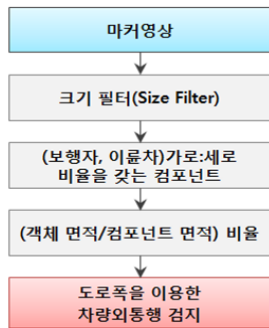 마커영상
크기 필터(Size Filter)
(보행자, 이륜차)가로:세로
비율을 갖는 컴포넌트
(객체 면적/컴포넌트 면적) 비율
도로폭을 이용한
차량외통행 검지